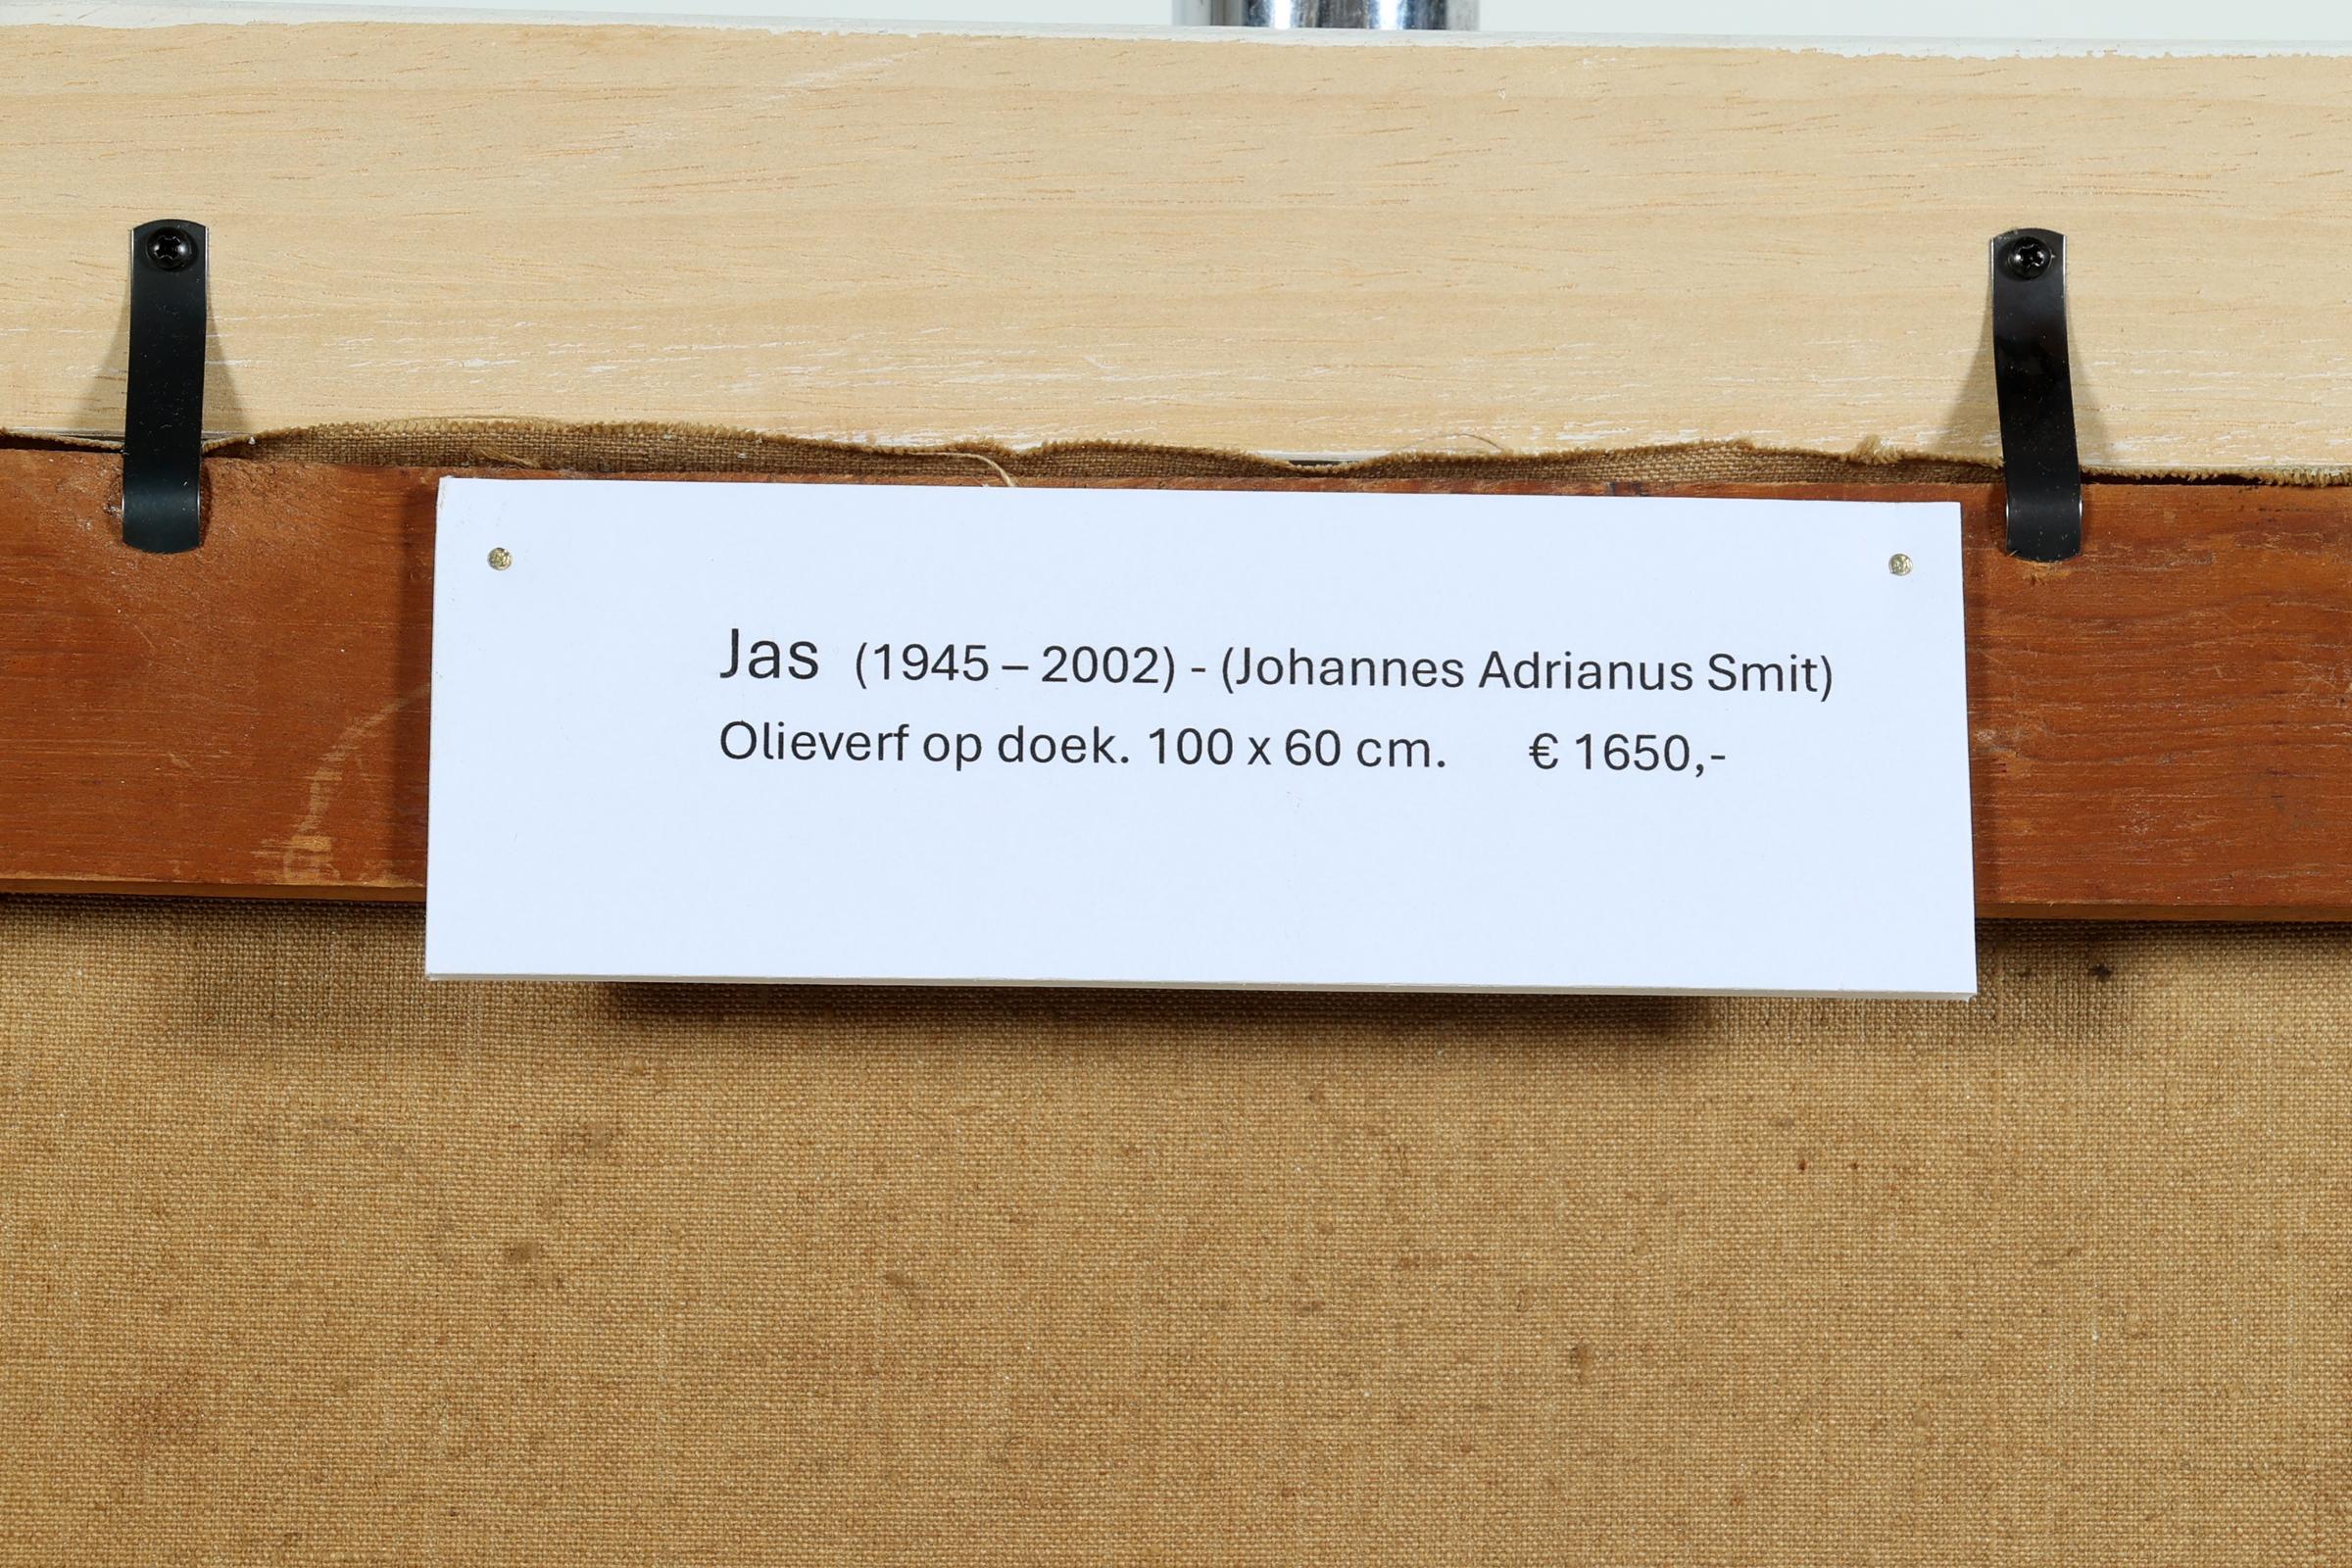 Jas (1945 – 2002) - (Johannes Adrianus Smit)
Olieverf op doek. 100 x 60 cm. € 1650,-